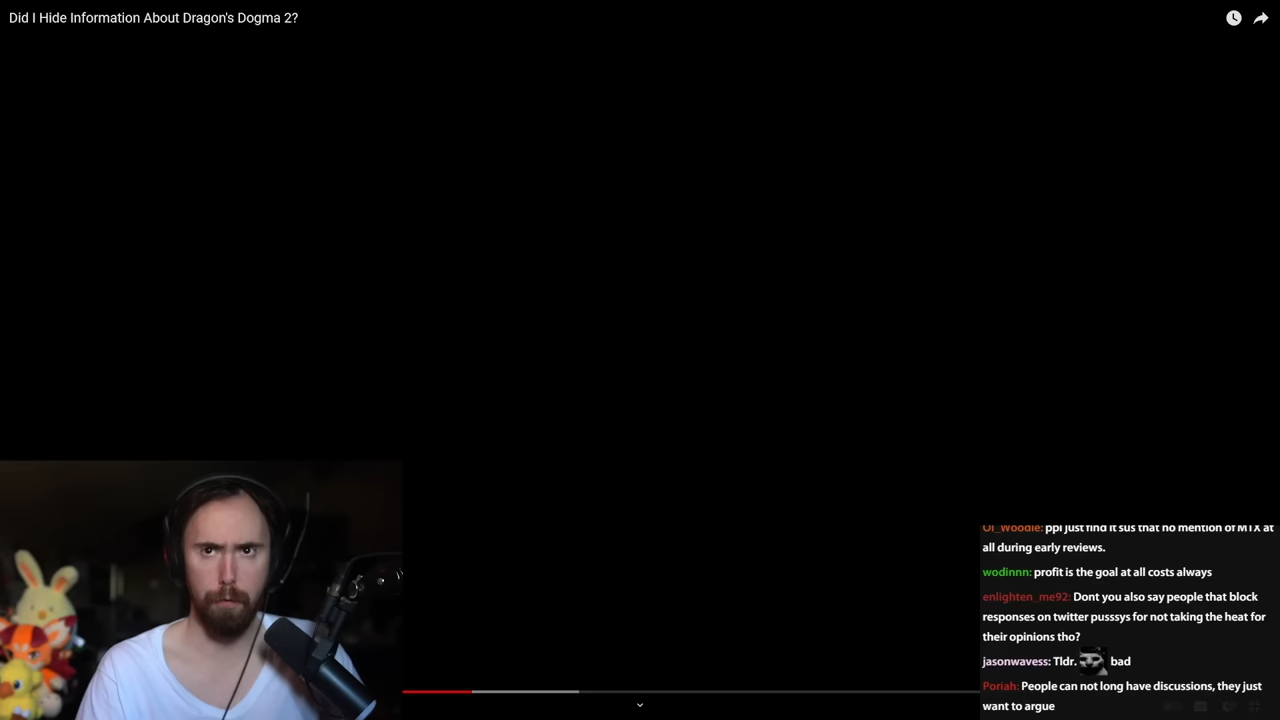 Did I Hide Information About Dragon's Dogma 2?
Ol_Woodie: ppl just find it sus that no mention of MTX at
all during early reviews.
wodinnn: profit is the goal at all costs always
enlighten_me92: Dont you also say people that block
responses on twitter pusssys for not taking the heat for
their opinions tho?
jasonwavess: Tldr. bad
Poriah: People can not long have discussions, they just
want to argue